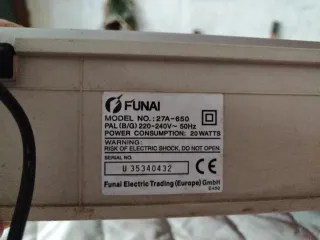 FUNAI
MODEL NO.: 27A-650
PAL (B/G) 220-240V~ 50Hz
POWER CONSUMPTION: 20 WATTS
WARNING:
RISK OF ELECTRIC SHOCK, DO NOT OPEN.
SERIAL NO.
U 35340432
CE
Funai Electric Trading (Europe) GmbH